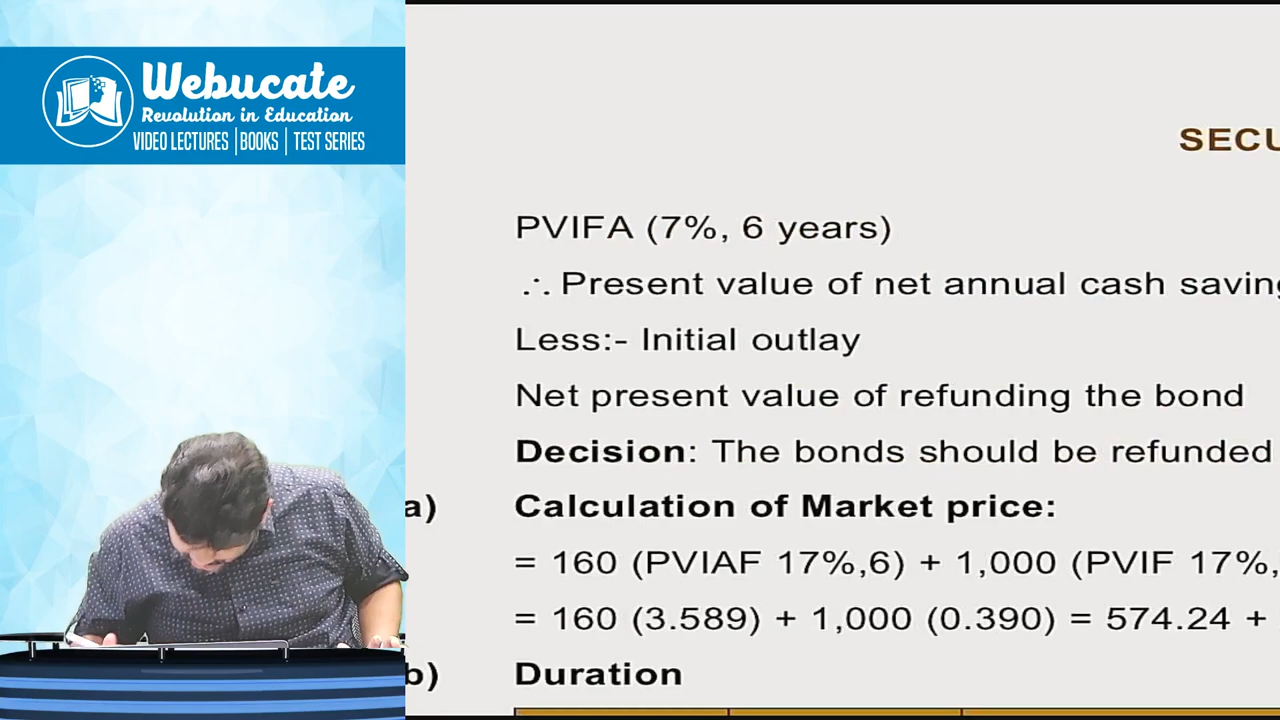 Webucate
Revolution in Education
VIDEO LECTURES | BOOKS | TEST SERIES
SECU
PVIFA (7%, 6 years)
∴ Present value of net annual cash saving
Less:- Initial outlay
Net present value of refunding the bond
Decision: The bonds should be refunded
a) Calculation of Market price:
= 160 (PVIAF 17%,6) + 1,000 (PVIF 17%,
= 160 (3.589) + 1,000 (0.390) = 574.24 +
b) Duration